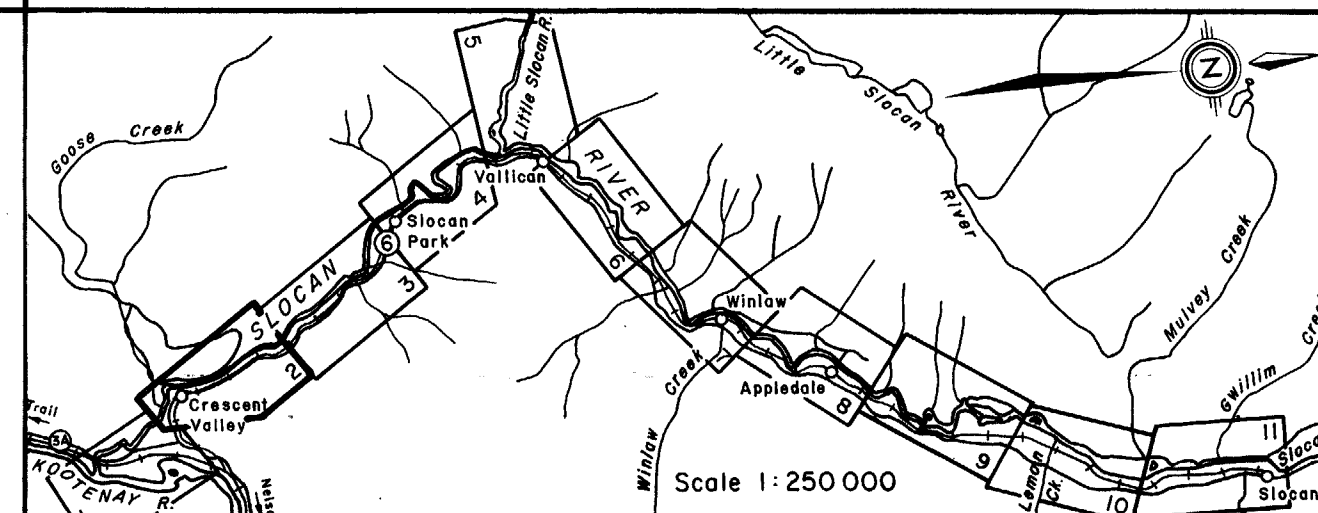 5
Little Slocan R.
Little Slocan River
N
Goose Creek
Vallican
RIVER
4
Slocan
Park
6
3
SLOCAN
6
Winlaw
Mulvey Creek
2
Crescent
Valley
Appledale
8
Gwillim
11
Trail
3A
KOOTENAY R.
Winlaw Creek
Scale 1:250 000
9
Lemon
Ck.
10
Slocan